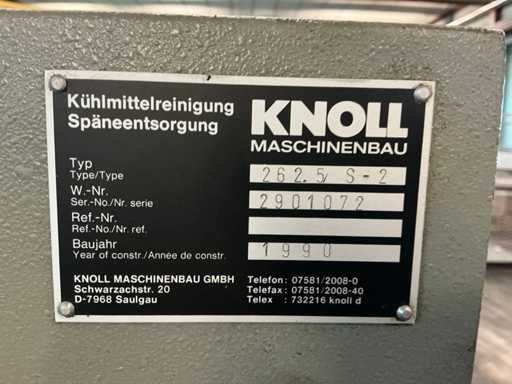 Kühlmittelreinigung
Späneentsorgung
KNOLL
MASCHINENBAU
Typ
Type/Type
262.5/ S-2
W.-Nr.
Ser.-No./Nr. serie
2901072
Ref.-Nr.
Ref.-No./Nr. ref.
Baujahr
Year of constr./Année de constr.
1990
KNOLL MASCHINENBAU GMBH
Schwarzachstr. 20
D-7968 Saulgau
Telefon: 07581/2008-0
Telefax : 07581/2008-40
Telex : 732216 knoll d